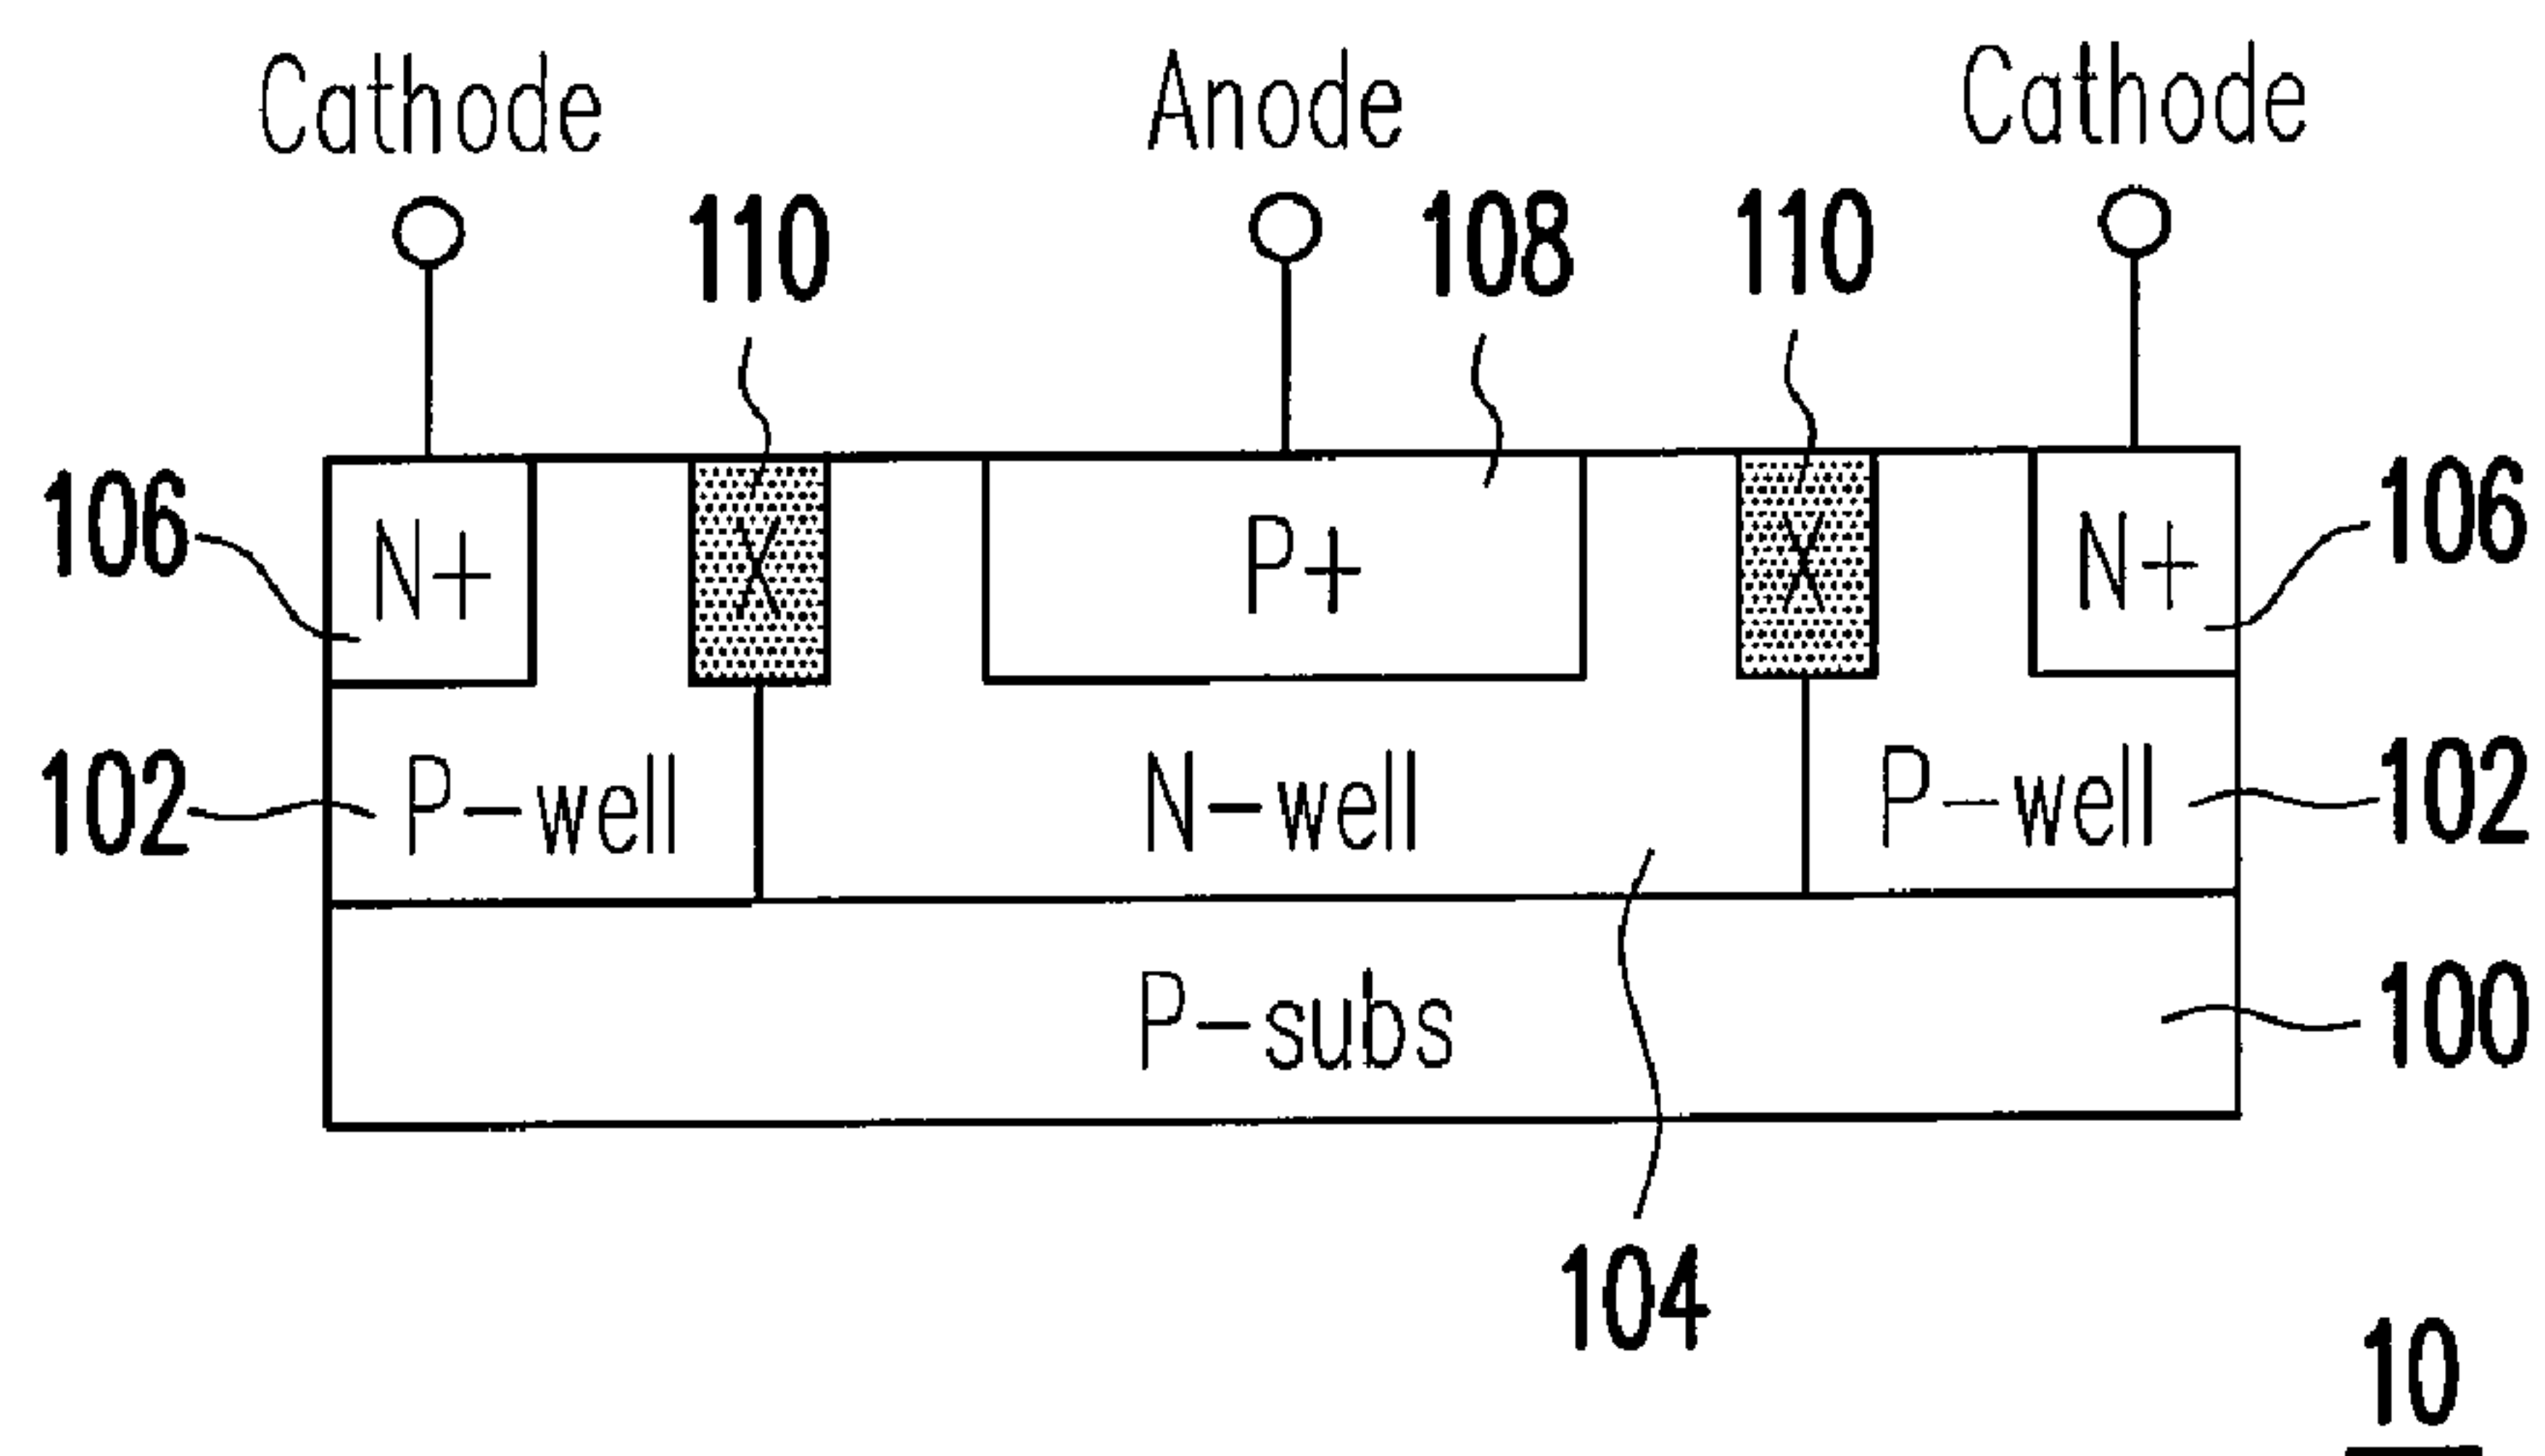 Cathode Anode Cathode
110 108 110
106 N+ X P+ X N+ 106
102 P-well N-well P-well 102
P-subs 100
104
10